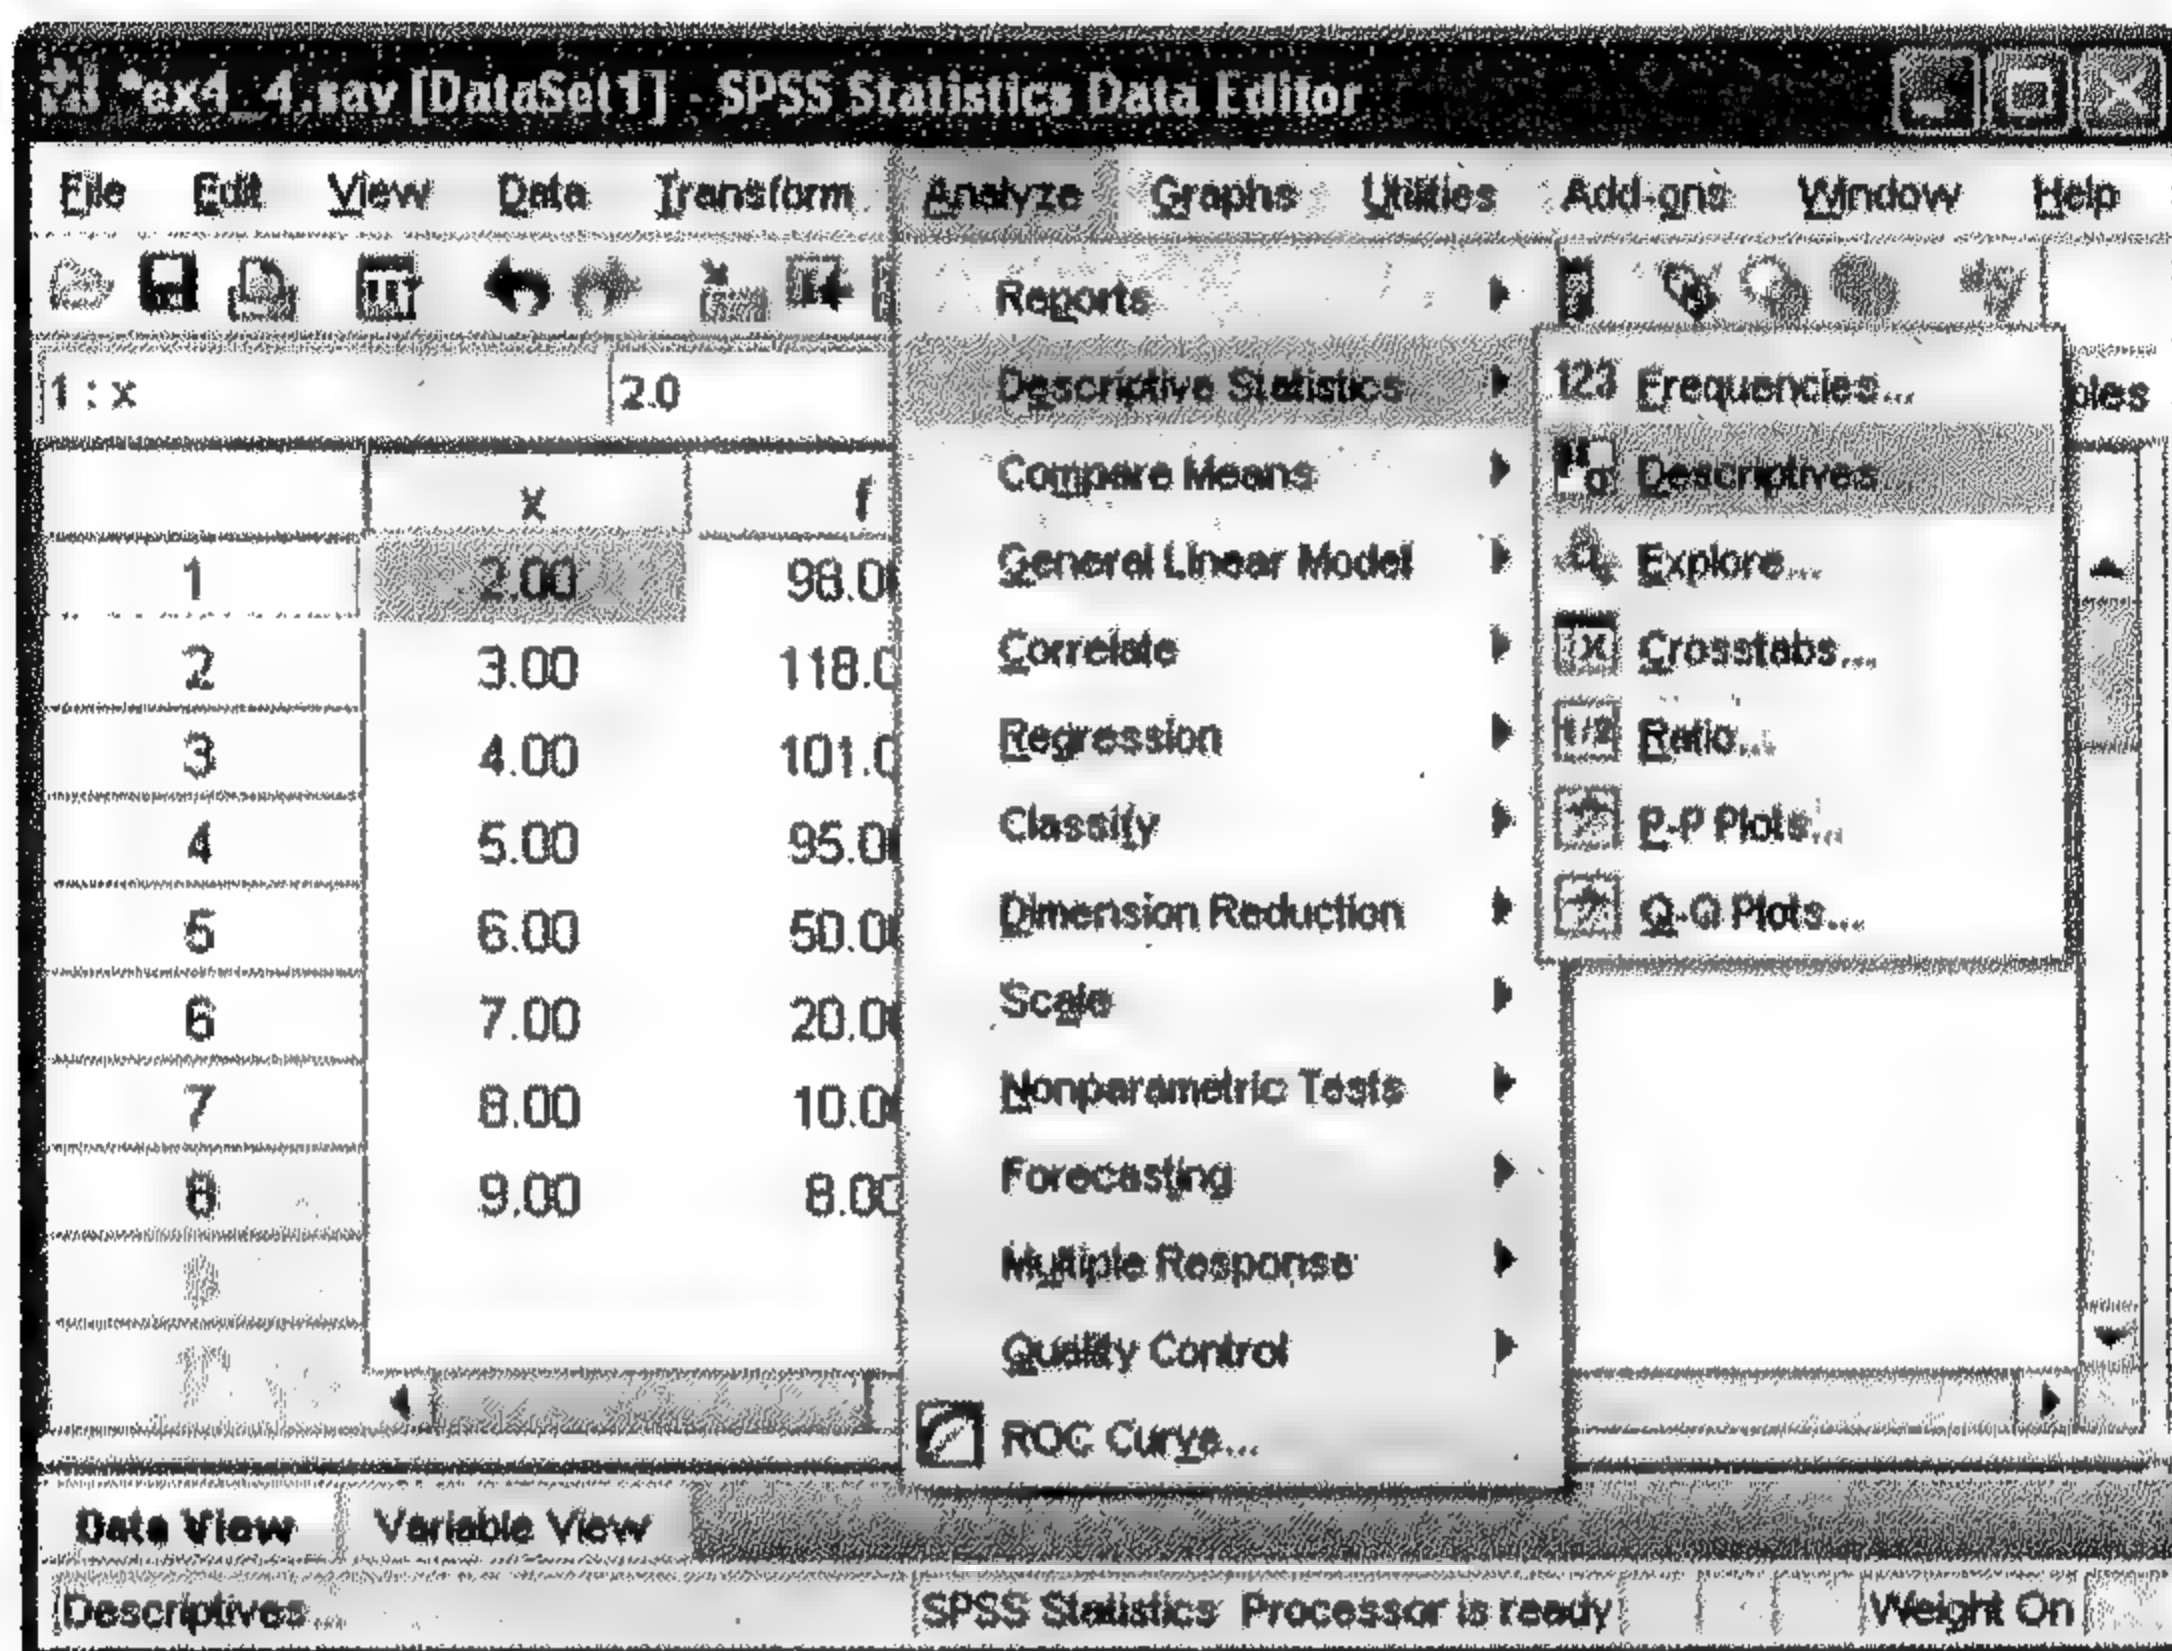 *ex4_4.sav [DataSet1] - SPSS Statistics Data Editor
File Edit View Data Transform Analyze Graphs Utilities Add-ons Window Help
1 : x 2.0
x f
1 2.00 98.0
2 3.00 118.0
3 4.00 101.0
4 5.00 95.0
5 6.00 50.0
6 7.00 20.0
7 8.00 10.0
8 9.00 8.00
Reports
Descriptive Statistics
Compare Means
General Linear Model
Correlate
Regression
Classify
Dimension Reduction
Scale
Nonparametric Tests
Forecasting
Multiple Response
Quality Control
ROC Curve...
123 Frequencies...
Descriptives...
Explore...
Crosstabs...
1/2 Ratio...
P-P Plots...
Q-Q Plots...
bles
Data View Variable View
Descriptives... SPSS Statistics Processor is ready Weight On